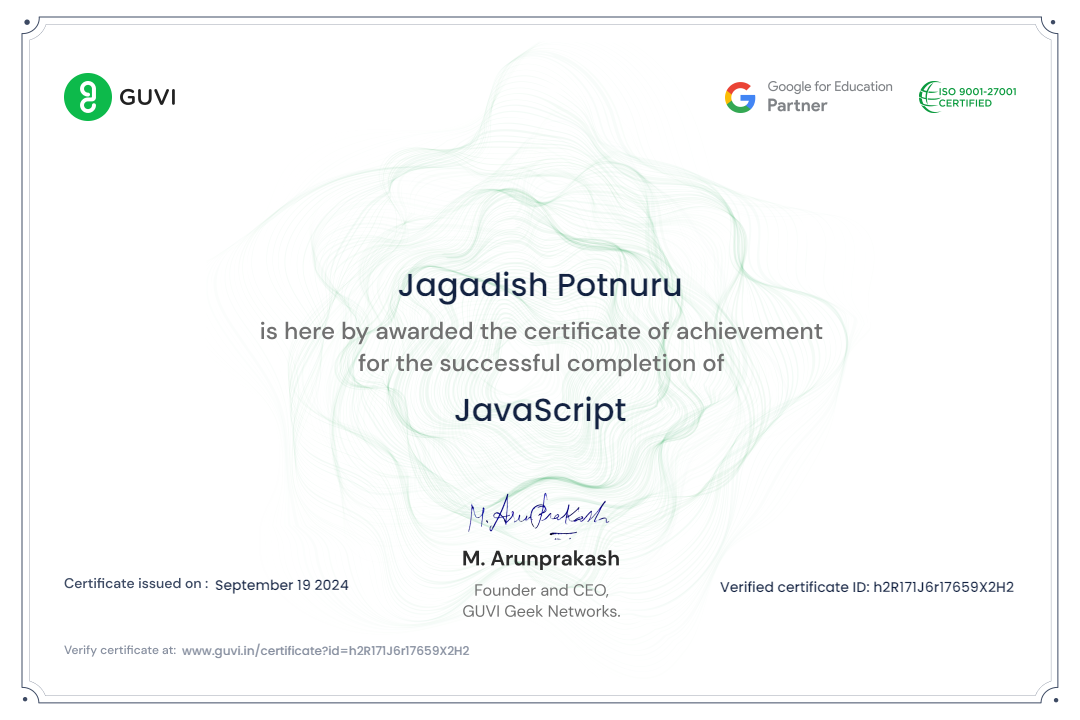 GUVI
Google for Education
Partner
ISO 9001-27001
CERTIFIED
Jagadish Potnuru
is here by awarded the certificate of achievement
for the successful completion of
JavaScript
M. ArunPrakash
M. Arunprakash
Founder and CEO,
GUVI Geek Networks.
Certificate issued on : September 19 2024
Verified certificate ID: h2R171J6r17659X2H2
Verify certificate at: www.guvi.in/certificate?id=h2R171J6r17659X2H2